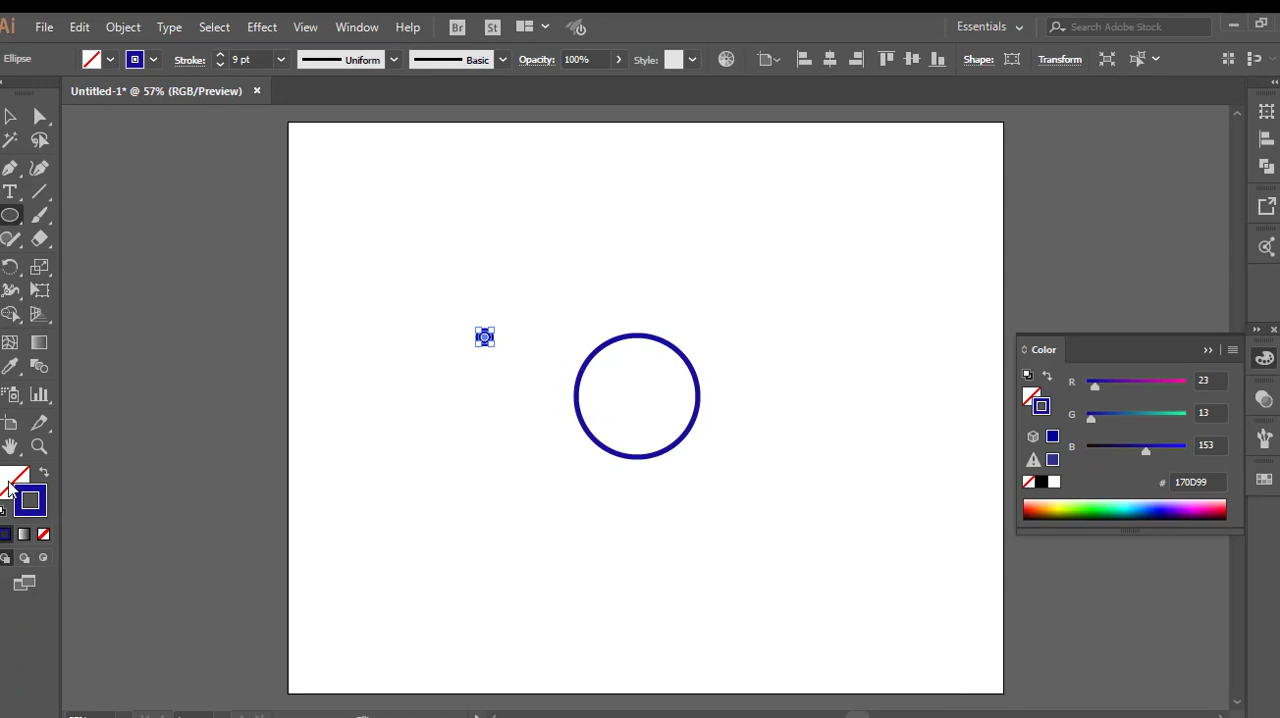 Ai File Edit Object Type Select Effect View Window Help Br St Essentials Search Adobe Stock
Ellipse Stroke: 9 pt Uniform Basic Opacity: 100% Style: Shape: Transform
Untitled-1* @ 57% (RGB/Preview) ×
Color
R 23
G 13
B 153
# 170D99